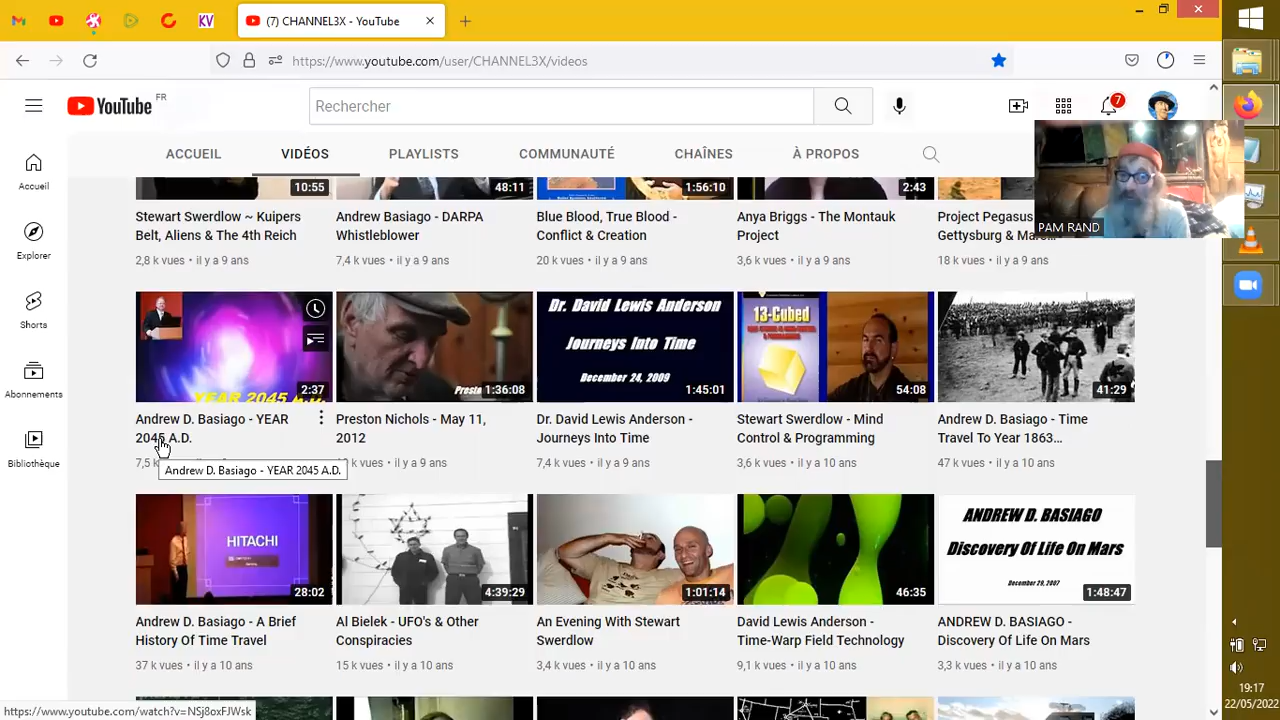 (7) CHANNEL3X - YouTube
https://www.youtube.com/user/CHANNEL3X/videos
YouTube FR
Rechercher
7
ACCUEIL VIDÉOS PLAYLISTS COMMUNAUTÉ CHAÎNES À PROPOS
Accueil
Explorer
Shorts
Abonnements
Bibliothèque
PAM RAND
10:55
Stewart Swerdlow ~ Kuipers
Belt, Aliens & The 4th Reich
2,8 k vues • il y a 9 ans
48:11
Andrew Basiago - DARPA
Whistleblower
7,4 k vues • il y a 9 ans
1:56:10
Blue Blood, True Blood -
Conflict & Creation
20 k vues • il y a 9 ans
2:43
Anya Briggs - The Montauk
Project
3,6 k vues • il y a 9 ans
Project Pegasus
Gettysburg &
18 k vues • il y a 9 ans
YEAR 2045 A.D.
2:37
Andrew D. Basiago - YEAR
2045 A.D.
7,5 k
Andrew D. Basiago - YEAR 2045 A.D.
1:36:08
Preston Nichols - May 11,
2012
k vues • il y a 9 ans
Dr. David Lewis Anderson
Journeys Into Time
December 24, 2009
1:45:01
Dr. David Lewis Anderson -
Journeys Into Time
7,4 k vues • il y a 9 ans
13-Cubed
54:08
Stewart Swerdlow - Mind
Control & Programming
3,6 k vues • il y a 10 ans
41:29
Andrew D. Basiago - Time
Travel To Year 1863...
47 k vues • il y a 10 ans
HITACHI
28:02
Andrew D. Basiago - A Brief
History Of Time Travel
37 k vues • il y a 10 ans
4:39:29
Al Bielek - UFO's & Other
Conspiracies
15 k vues • il y a 10 ans
1:01:14
An Evening With Stewart
Swerdlow
3,4 k vues • il y a 10 ans
46:35
David Lewis Anderson -
Time-Warp Field Technology
9,1 k vues • il y a 10 ans
ANDREW D. BASIAGO
Discovery Of Life On Mars
December 29, 2007
1:48:47
ANDREW D. BASIAGO -
Discovery Of Life On Mars
3,3 k vues • il y a 10 ans
https://www.youtube.com/watch?v=NSj8oxFJWsk
19:17
22/05/2022